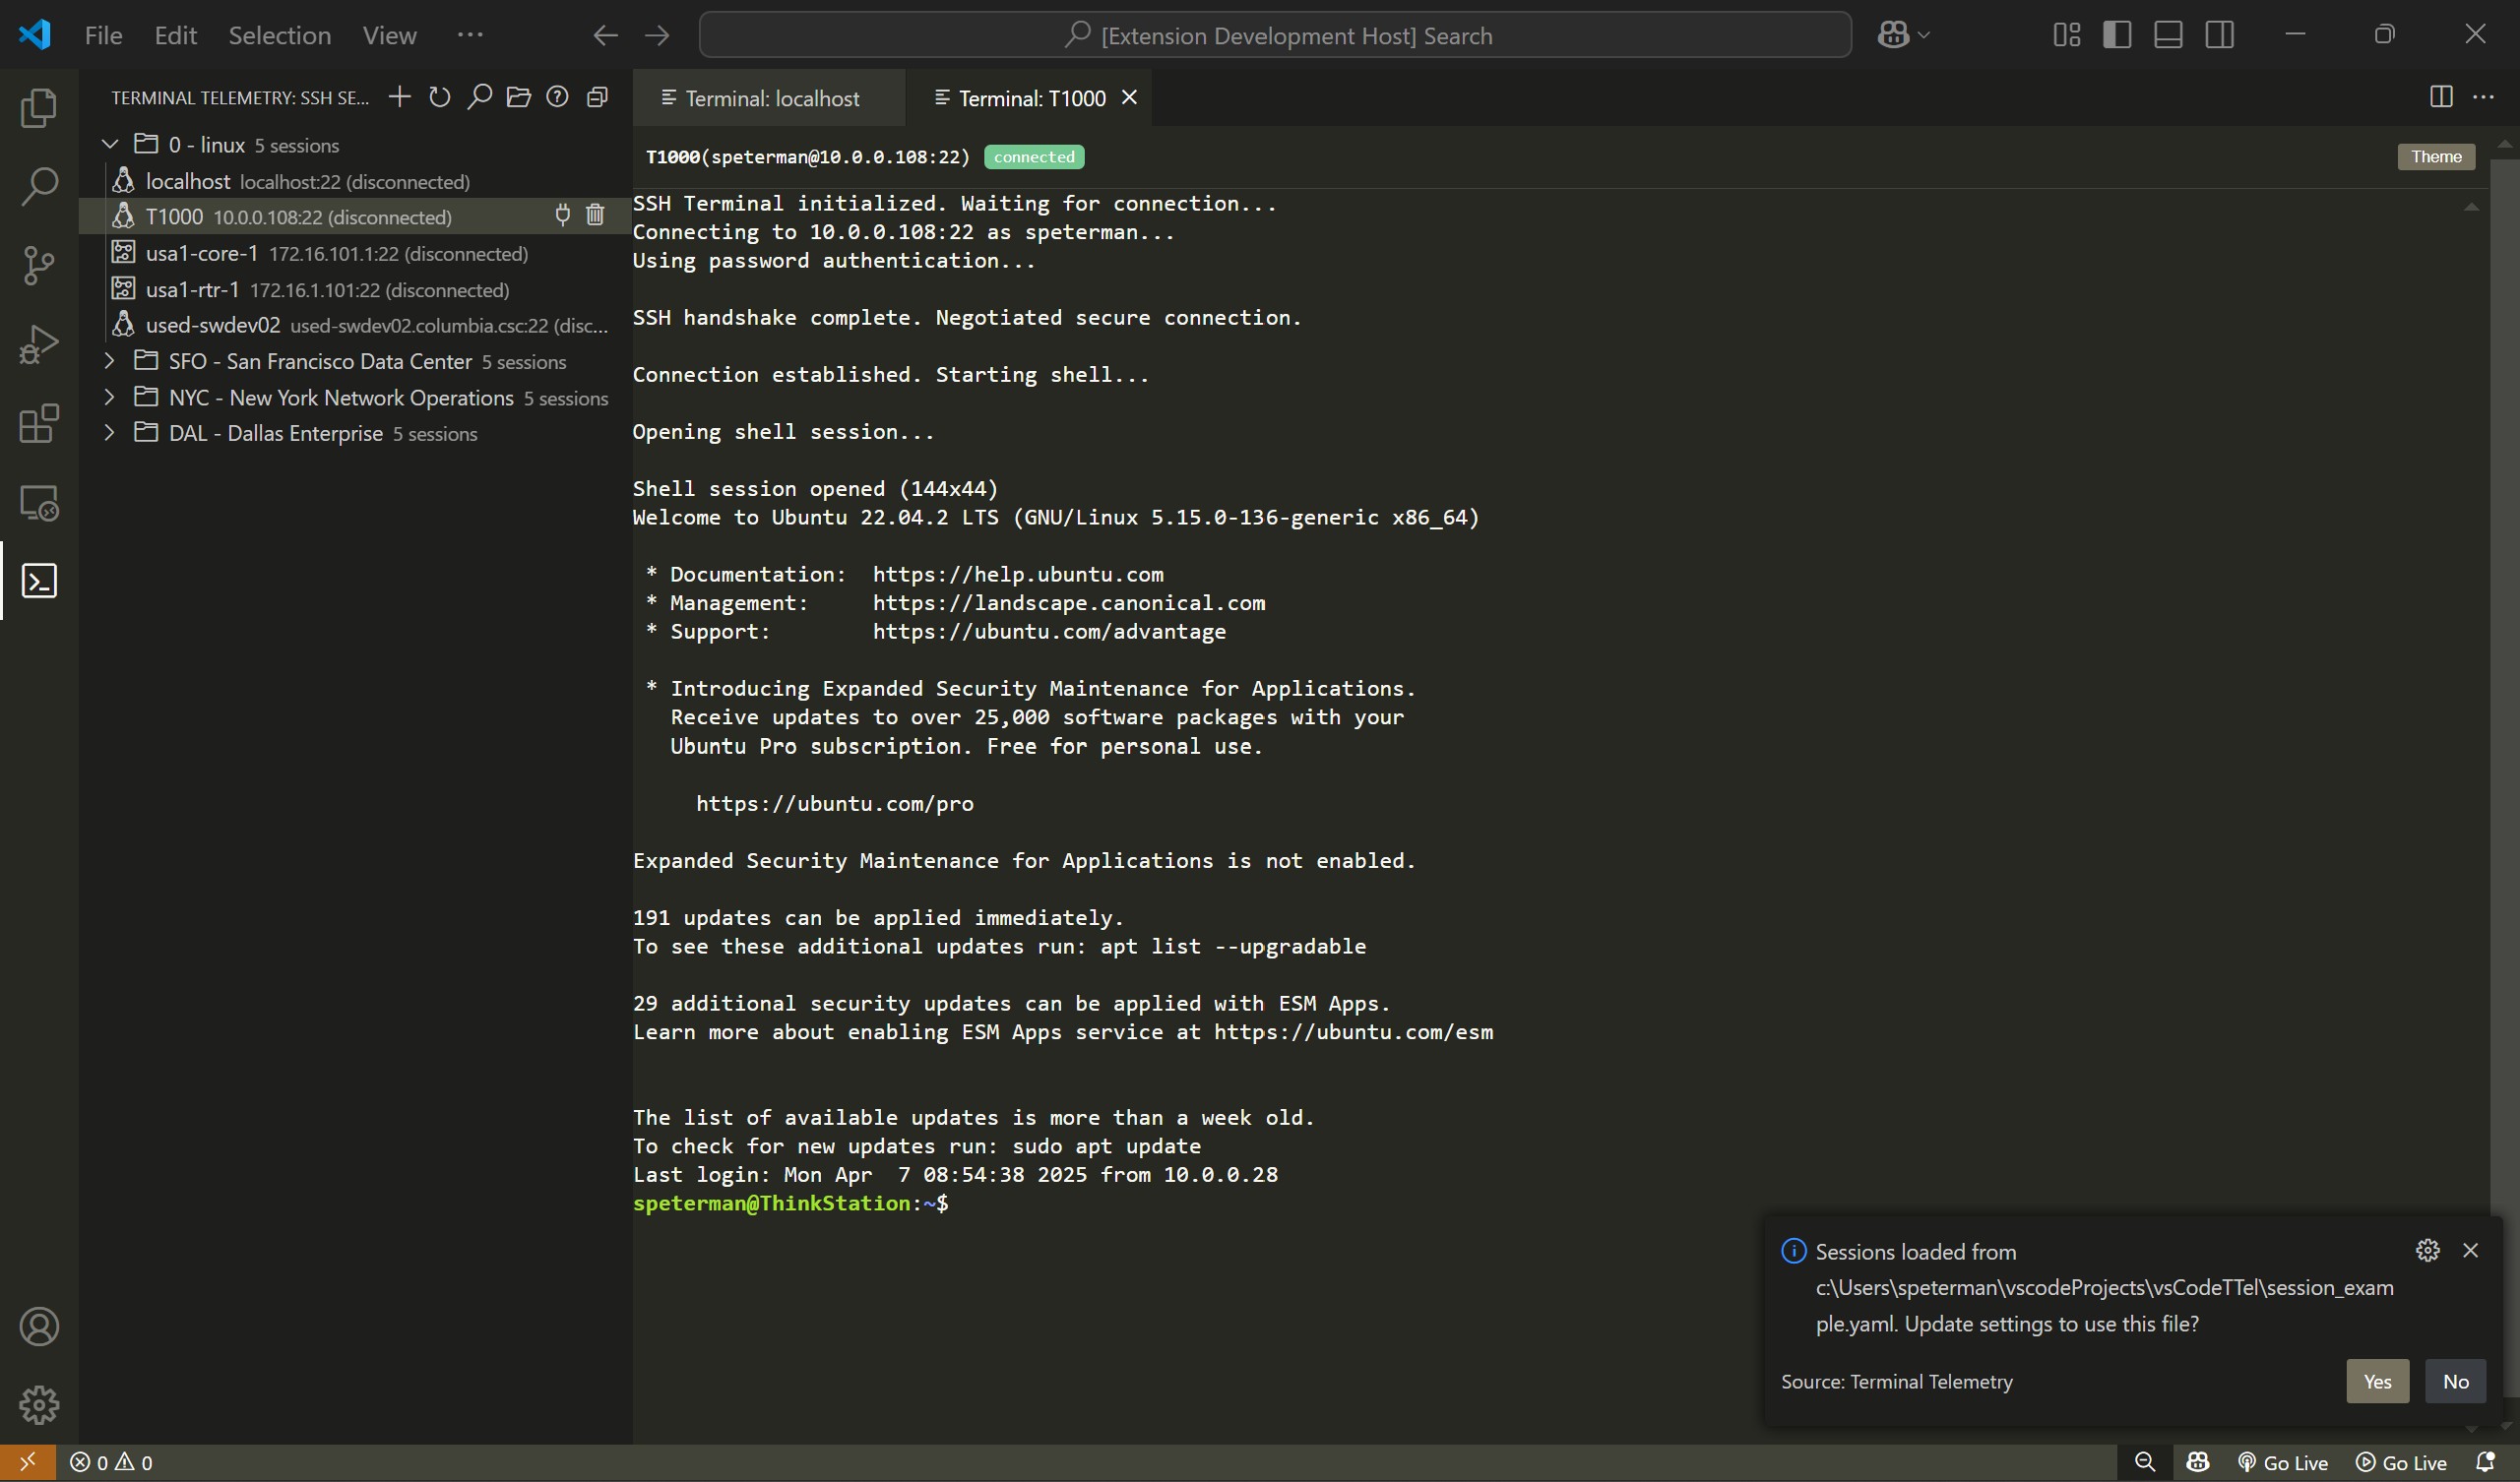 File Edit Selection View ···
[Extension Development Host] Search
TERMINAL TELEMETRY: SSH SE...
0 - linux 5 sessions
localhost localhost:22 (disconnected)
T1000 10.0.0.108:22 (disconnected)
usa1-core-1 172.16.101.1:22 (disconnected)
usa1-rtr-1 172.16.1.101:22 (disconnected)
used-swdev02 used-swdev02.columbia.csc:22 (disc...
SFO - San Francisco Data Center 5 sessions
NYC - New York Network Operations 5 sessions
DAL - Dallas Enterprise 5 sessions
Terminal: localhost
Terminal: T1000
T1000(speterman@10.0.0.108:22) connected
Theme
SSH Terminal initialized. Waiting for connection...
Connecting to 10.0.0.108:22 as speterman...
Using password authentication...
SSH handshake complete. Negotiated secure connection.
Connection established. Starting shell...
Opening shell session...
Shell session opened (144x44)
Welcome to Ubuntu 22.04.2 LTS (GNU/Linux 5.15.0-136-generic x86_64)
* Documentation:  https://help.ubuntu.com
* Management:     https://landscape.canonical.com
* Support:        https://ubuntu.com/advantage
* Introducing Expanded Security Maintenance for Applications.
Receive updates to over 25,000 software packages with your
Ubuntu Pro subscription. Free for personal use.
https://ubuntu.com/pro
Expanded Security Maintenance for Applications is not enabled.
191 updates can be applied immediately.
To see these additional updates run: apt list --upgradable
29 additional security updates can be applied with ESM Apps.
Learn more about enabling ESM Apps service at https://ubuntu.com/esm
The list of available updates is more than a week old.
To check for new updates run: sudo apt update
Last login: Mon Apr  7 08:54:38 2025 from 10.0.0.28
speterman@ThinkStation:~$
Sessions loaded from
c:\Users\speterman\vscodeProjects\vsCodeTTel\session_exam
ple.yaml. Update settings to use this file?
Source: Terminal Telemetry
Yes
No
0 0
Go Live
Go Live